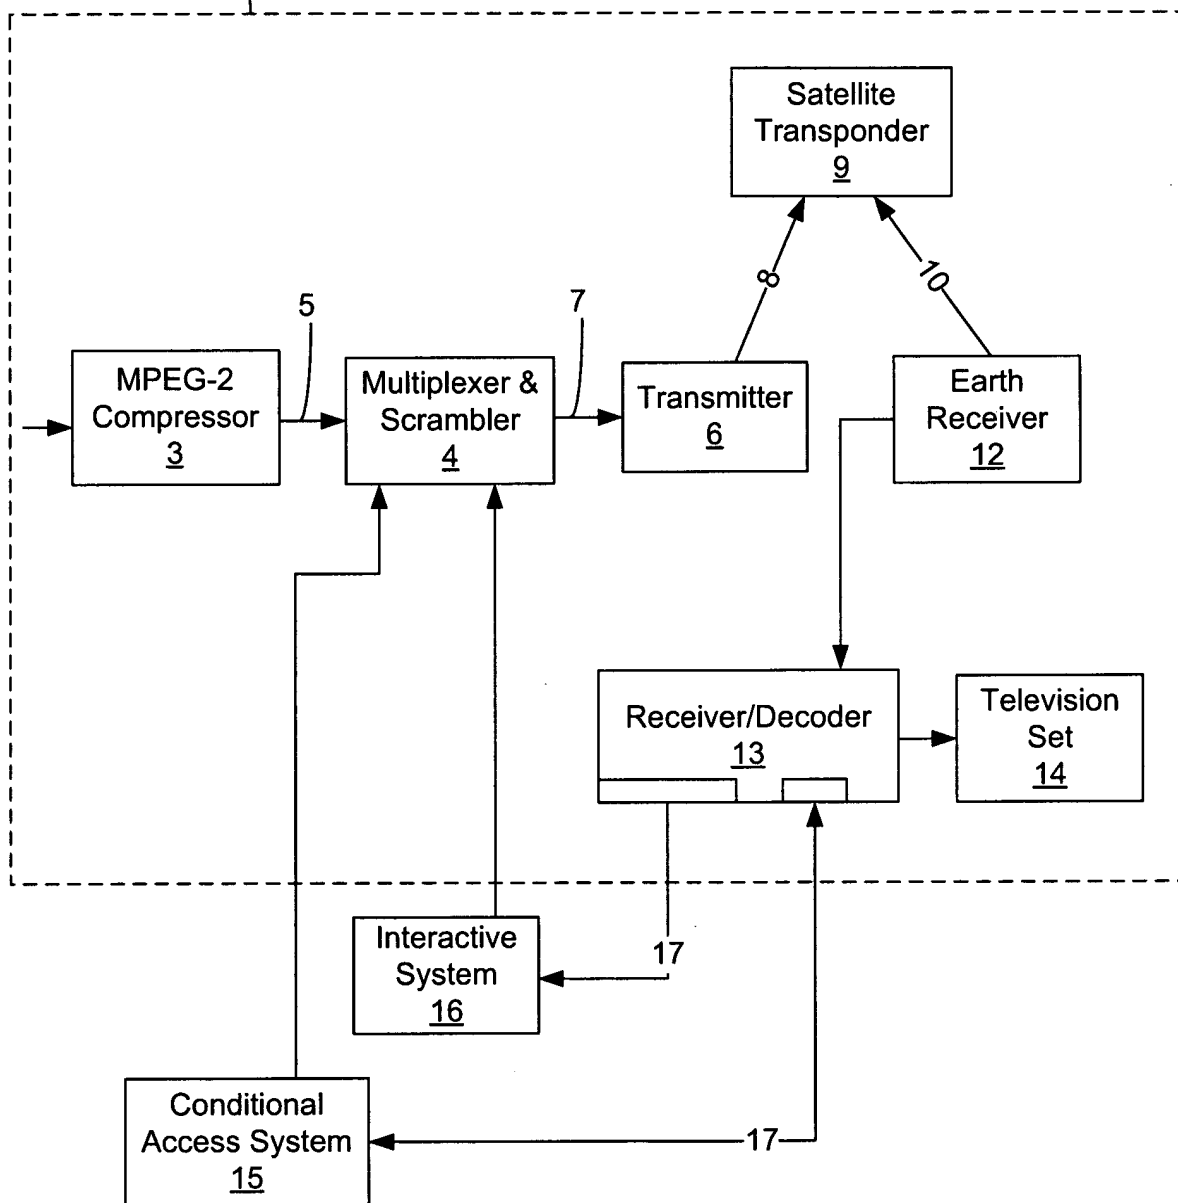 Satellite
Transponder
9
8
10
5
7
MPEG-2
Compressor
3
Multiplexer &
Scrambler
4
Transmitter
6
Earth
Receiver
12
Receiver/Decoder
13
Television
Set
14
Interactive
System
16
17
Conditional
Access System
15
17